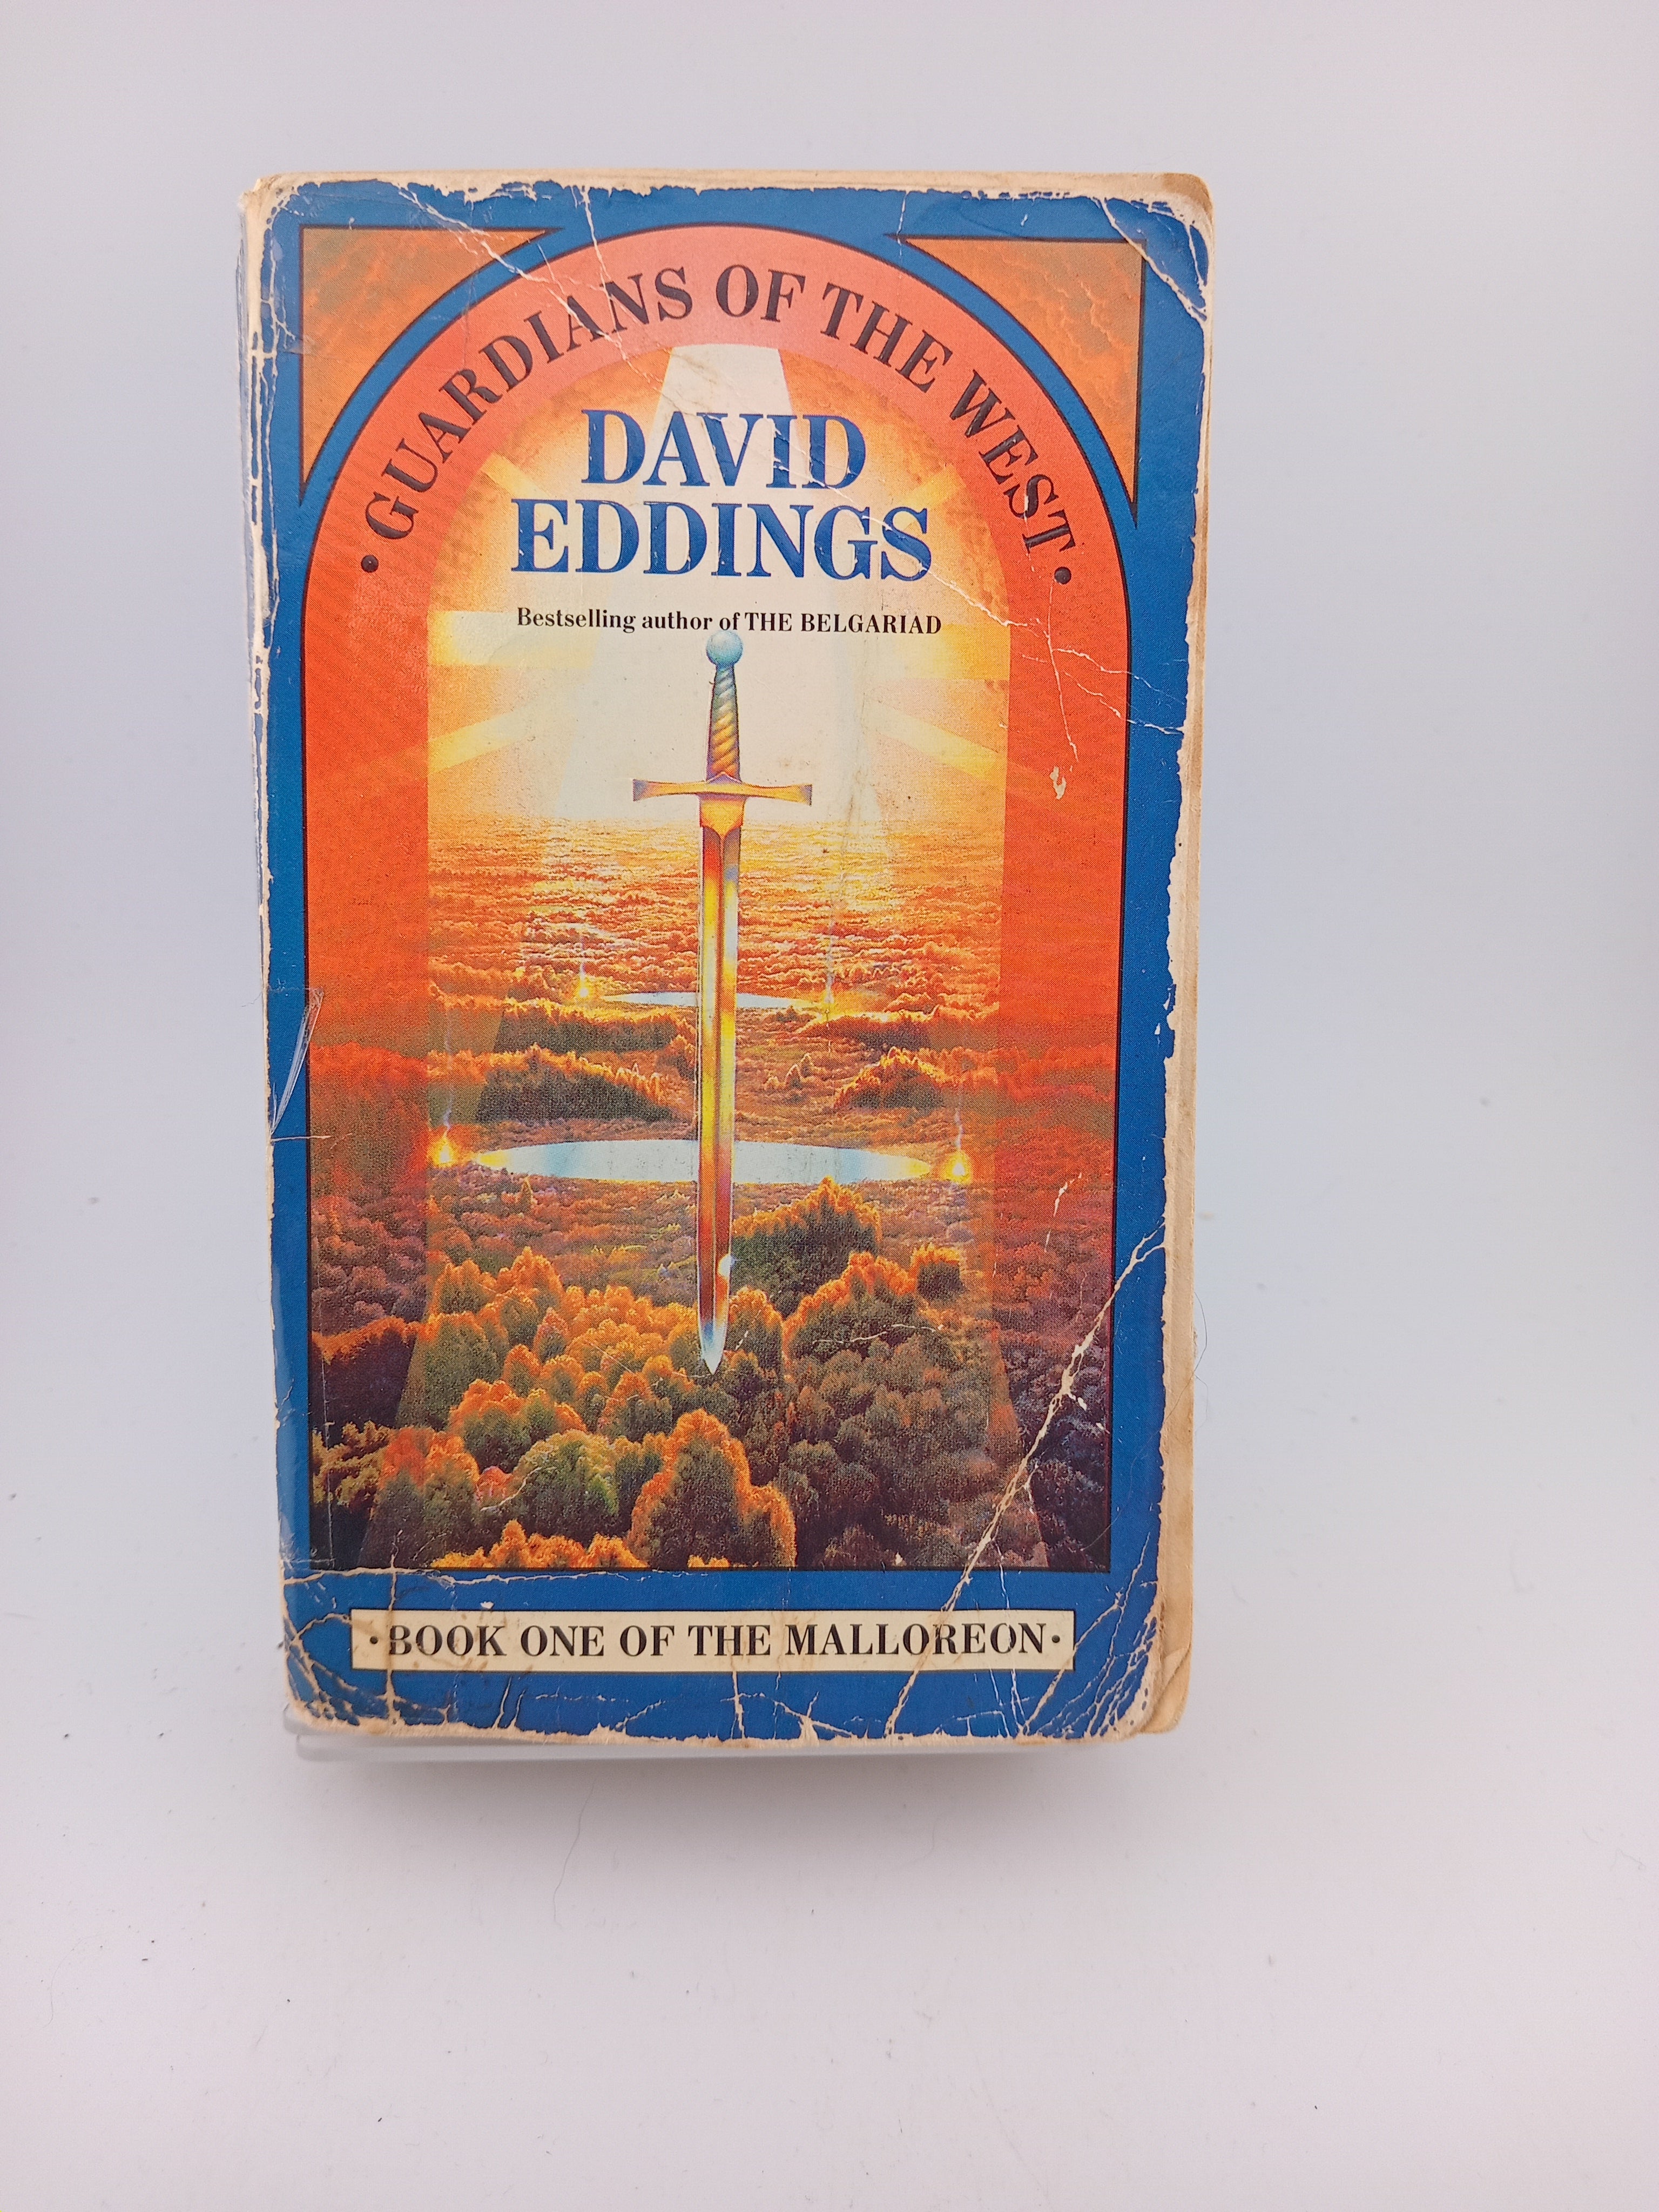 • GUARDIANS OF THE WEST •
DAVID
EDDINGS
Bestselling author of THE BELGARIAD
• BOOK ONE OF THE MALLOREON •